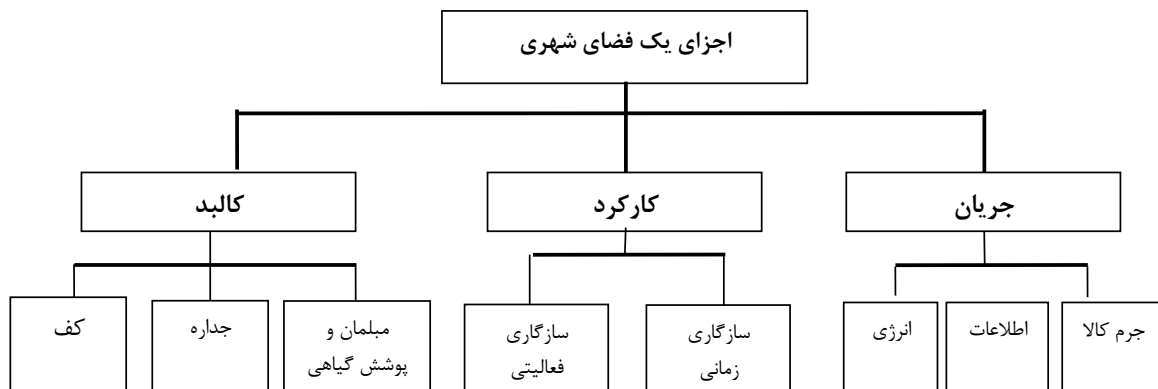 اجزای یک فضای شهری
جریان
کارکرد
کالبد
جرم کالا
اطلاعات
انرژی
سازگاری
زمانی
سازگاری
فعالیتی
مبلمان و
پوشش گیاهی
جداره
کف